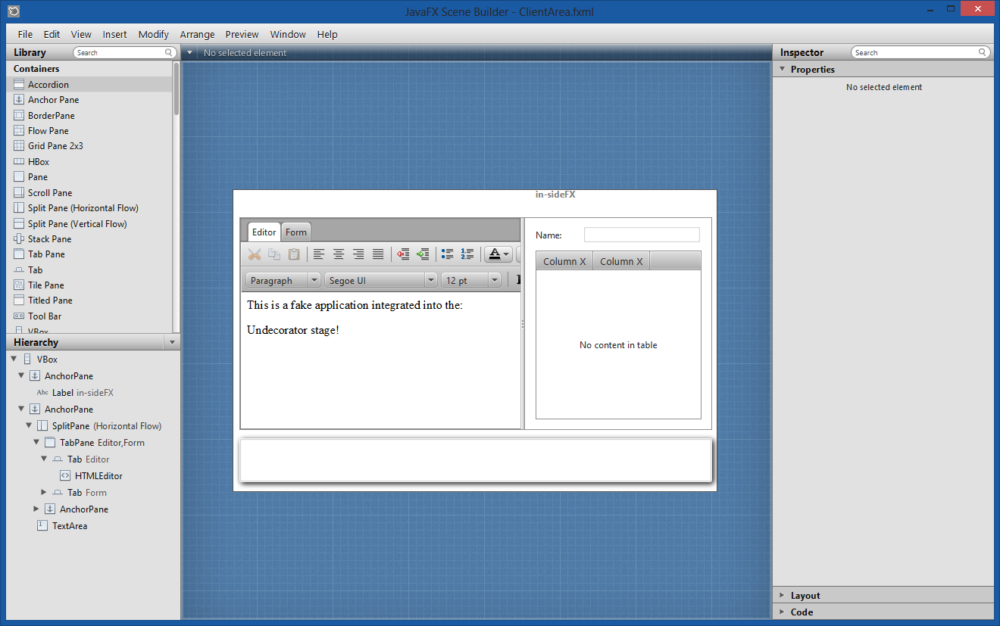 JavaFX Scene Builder - ClientArea.fxml
File Edit View Insert Modify Arrange Preview Window Help
Library
Search
No selected element
Inspector
Search
Containers
Accordion
Anchor Pane
BorderPane
Flow Pane
Grid Pane 2x3
HBox
Pane
Scroll Pane
Split Pane (Horizontal Flow)
Split Pane (Vertical Flow)
Stack Pane
Tab Pane
Tab
Tile Pane
Titled Pane
Tool Bar
VBox
Hierarchy
VBox
AnchorPane
Abc Label in-sideFX
AnchorPane
SplitPane (Horizontal Flow)
TabPane Editor,Form
Tab Editor
HTMLEditor
Tab Form
AnchorPane
TextArea
in-sideFX
Editor Form
A
Paragraph Segoe UI 12 pt
This is a fake application integrated into the:
Undecorator stage!
Name:
Column X Column X
No content in table
Properties
No selected element
Layout
Code